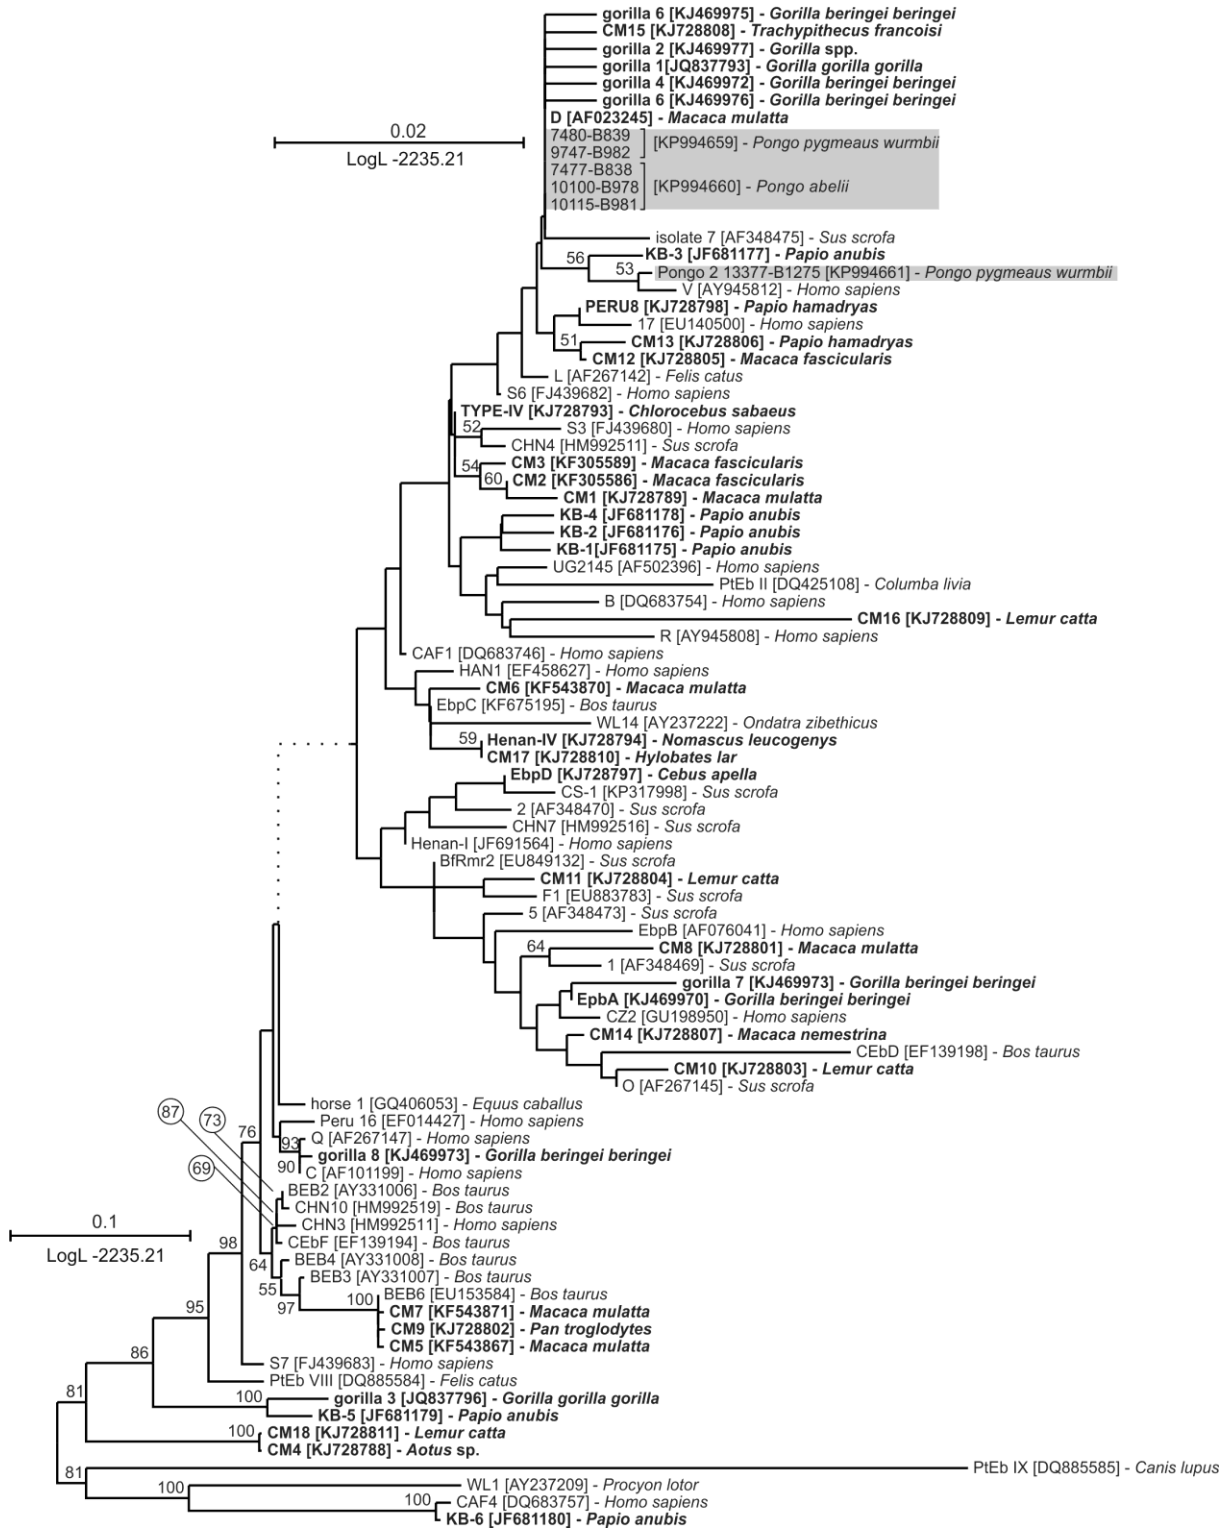 gorilla 6 [KJ469975] - Gorilla beringei beringei
CM15 [KJ728808] - Trachypithecus francoisi
gorilla 2 [KJ469977] - Gorilla spp.
gorilla 1[JQ837793] - Gorilla gorilla gorilla
gorilla 4 [KJ469972] - Gorilla beringei beringei
gorilla 6 [KJ469976] - Gorilla beringei beringei
D [AF023245] - Macaca mulatta
0.02
LogL -2235.21
7480-B839
9747-B982
[KP994659] - Pongo pygmeaus wurmbii
7477-B838
10100-B978
10115-B981
[KP994660] - Pongo abelii
isolate 7 [AF348475] - Sus scrofa
56
KB-3 [JF681177] - Papio anubis
53
Pongo 2 13377-B1275 [KP994661] - Pongo pygmeaus wurmbii
V [AY945812] - Homo sapiens
PERU8 [KJ728798] - Papio hamadryas
17 [EU140500] - Homo sapiens
51
CM13 [KJ728806] - Papio hamadryas
CM12 [KJ728805] - Macaca fascicularis
L [AF267142] - Felis catus
S6 [FJ439682] - Homo sapiens
TYPE-IV [KJ728793] - Chlorocebus sabaeus
52
S3 [FJ439680] - Homo sapiens
CHN4 [HM992511] - Sus scrofa
54
CM3 [KF305589] - Macaca fascicularis
60
CM2 [KF305586] - Macaca fascicularis
CM1 [KJ728789] - Macaca mulatta
KB-4 [JF681178] - Papio anubis
KB-2 [JF681176] - Papio anubis
KB-1[JF681175] - Papio anubis
UG2145 [AF502396] - Homo sapiens
PtEb II [DQ425108] - Columba livia
B [DQ683754] - Homo sapiens
CM16 [KJ728809] - Lemur catta
R [AY945808] - Homo sapiens
CAF1 [DQ683746] - Homo sapiens
HAN1 [EF458627] - Homo sapiens
CM6 [KF543870] - Macaca mulatta
EbpC [KF675195] - Bos taurus
WL14 [AY237222] - Ondatra zibethicus
59
Henan-IV [KJ728794] - Nomascus leucogenys
CM17 [KJ728810] - Hylobates lar
EbpD [KJ728797] - Cebus apella
CS-1 [KP317998] - Sus scrofa
2 [AF348470] - Sus scrofa
CHN7 [HM992516] - Sus scrofa
Henan-I [JF691564] - Homo sapiens
BfRmr2 [EU849132] - Sus scrofa
CM11 [KJ728804] - Lemur catta
F1 [EU883783] - Sus scrofa
5 [AF348473] - Sus scrofa
EbpB [AF076041] - Homo sapiens
64
CM8 [KJ728801] - Macaca mulatta
1 [AF348469] - Sus scrofa
gorilla 7 [KJ469973] - Gorilla beringei beringei
EpbA [KJ469970] - Gorilla beringei beringei
CZ2 [GU198950] - Homo sapiens
CM14 [KJ728807] - Macaca nemestrina
CEbD [EF139198] - Bos taurus
CM10 [KJ728803] - Lemur catta
O [AF267145] - Sus scrofa
horse 1 [GQ406053] - Equus caballus
87
73
76
Peru 16 [EF014427] - Homo sapiens
93
Q [AF267147] - Homo sapiens
gorilla 8 [KJ469973] - Gorilla beringei beringei
69
90
C [AF101199] - Homo sapiens
BEB2 [AY331006] - Bos taurus
CHN10 [HM992519] - Bos taurus
CHN3 [HM992511] - Homo sapiens
0.1
LogL -2235.21
98
CEbF [EF139194] - Bos taurus
64
BEB4 [AY331008] - Bos taurus
BEB3 [AY331007] - Bos taurus
55
BEB6 [EU153584] - Bos taurus
95
97
100
CM7 [KF543871] - Macaca mulatta
CM9 [KJ728802] - Pan troglodytes
CM5 [KF543867] - Macaca mulatta
86
S7 [FJ439683] - Homo sapiens
PtEb VIII [DQ885584] - Felis catus
81
100
gorilla 3 [JQ837796] - Gorilla gorilla gorilla
KB-5 [JF681179] - Papio anubis
100
CM18 [KJ728811] - Lemur catta
CM4 [KJ728788] - Aotus sp.
81
PtEb IX [DQ885585] - Canis lupus
100
WL1 [AY237209] - Procyon lotor
100
CAF4 [DQ683757] - Homo sapiens
KB-6 [JF681180] - Papio anubis